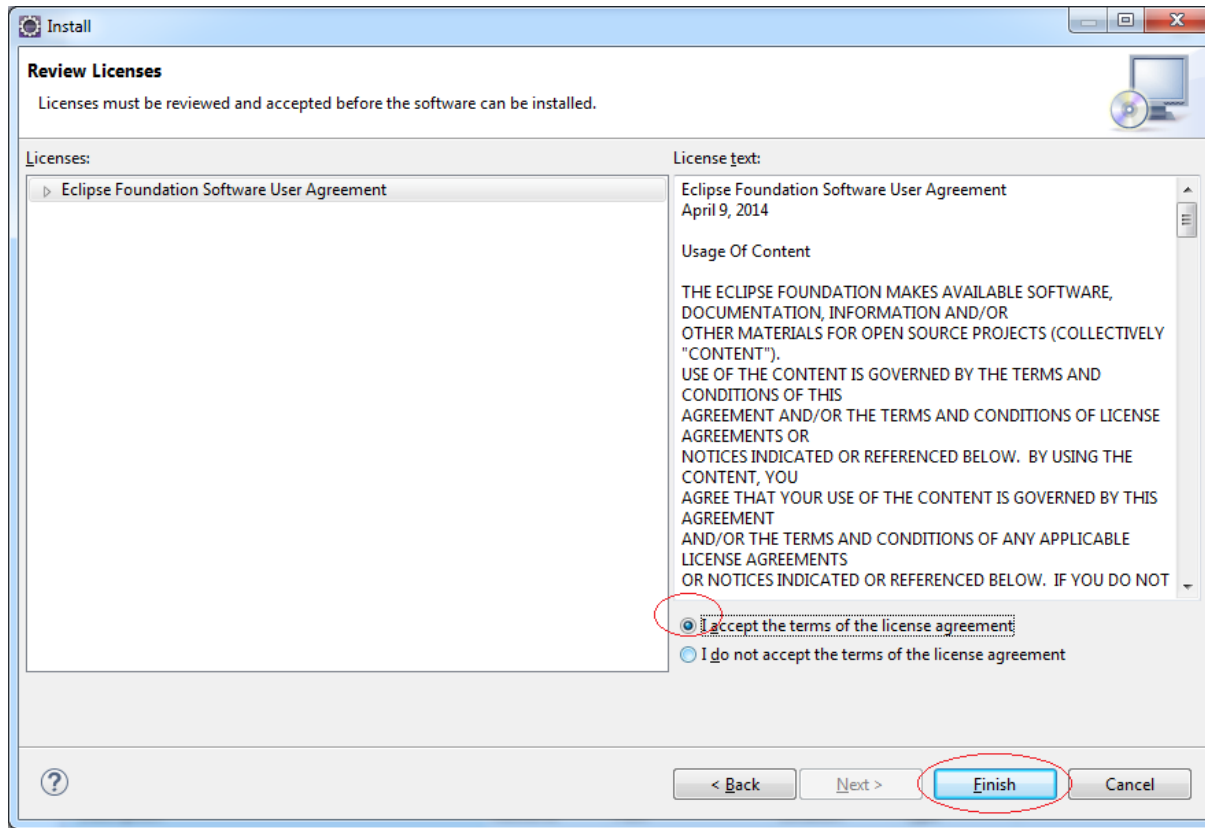 Install
Review Licenses
Licenses must be reviewed and accepted before the software can be installed.
Licenses:
Eclipse Foundation Software User Agreement
License text:
Eclipse Foundation Software User Agreement
April 9, 2014
Usage Of Content
THE ECLIPSE FOUNDATION MAKES AVAILABLE SOFTWARE,
DOCUMENTATION, INFORMATION AND/OR
OTHER MATERIALS FOR OPEN SOURCE PROJECTS (COLLECTIVELY
"CONTENT").
USE OF THE CONTENT IS GOVERNED BY THE TERMS AND
CONDITIONS OF THIS
AGREEMENT AND/OR THE TERMS AND CONDITIONS OF LICENSE
AGREEMENTS OR
NOTICES INDICATED OR REFERENCED BELOW.  BY USING THE
CONTENT, YOU
AGREE THAT YOUR USE OF THE CONTENT IS GOVERNED BY THIS
AGREEMENT
AND/OR THE TERMS AND CONDITIONS OF ANY APPLICABLE
LICENSE AGREEMENTS
OR NOTICES INDICATED OR REFERENCED BELOW.  IF YOU DO NOT
I accept the terms of the license agreement
I do not accept the terms of the license agreement
?
< Back
Next >
Finish
Cancel